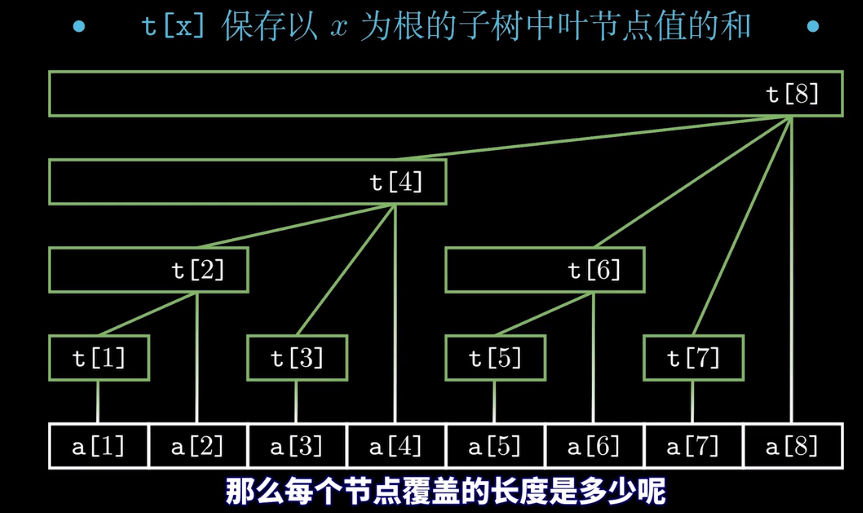 • t[x] 保存以 x 为根的子树中叶节点值的和 •
t[8]
t[4]
t[2] t[6]
t[1] t[3] t[5] t[7]
a[1] a[2] a[3] a[4] a[5] a[6] a[7] a[8]
那么每个节点覆盖的长度是多少呢